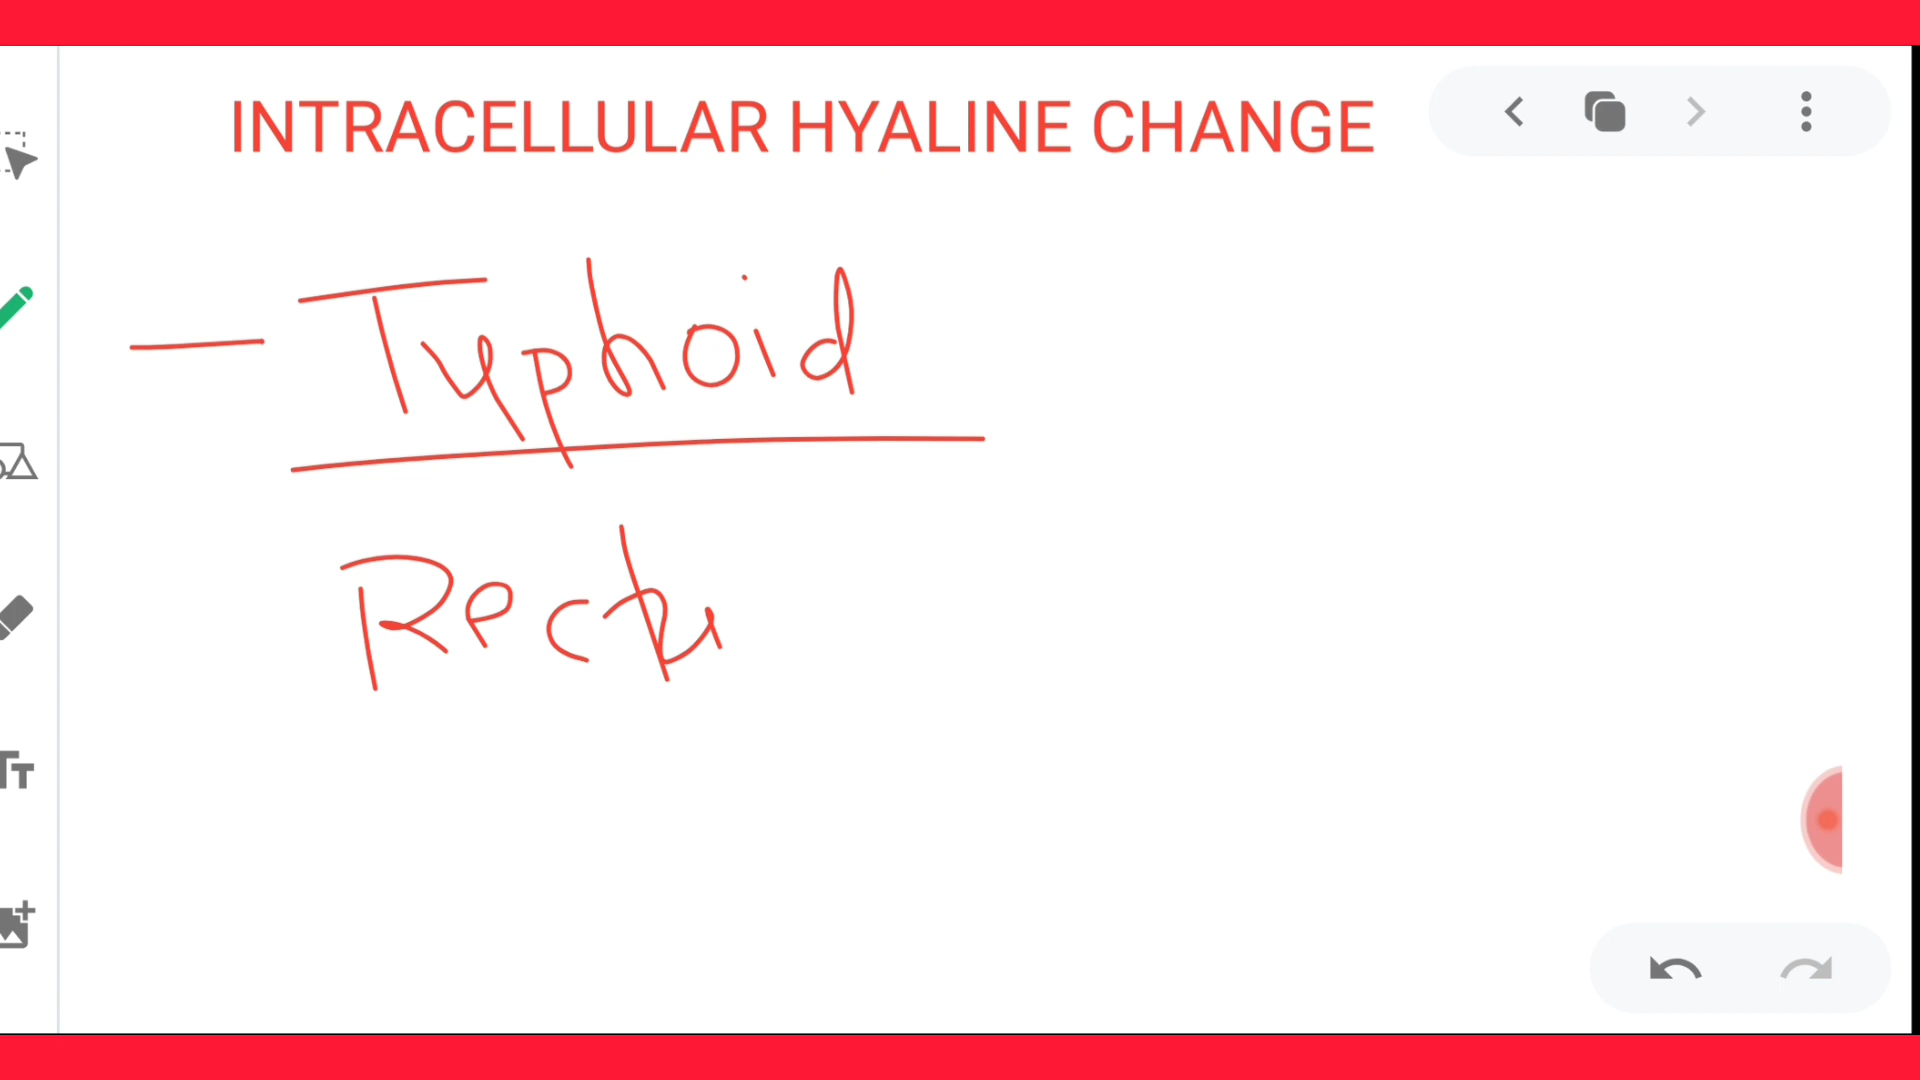 INTRACELLULAR HYALINE CHANGE
— Typhoid
Rectu